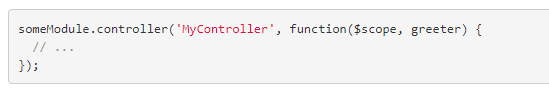 someModule.controller('MyController', function($scope, greeter) {
  // ...
});